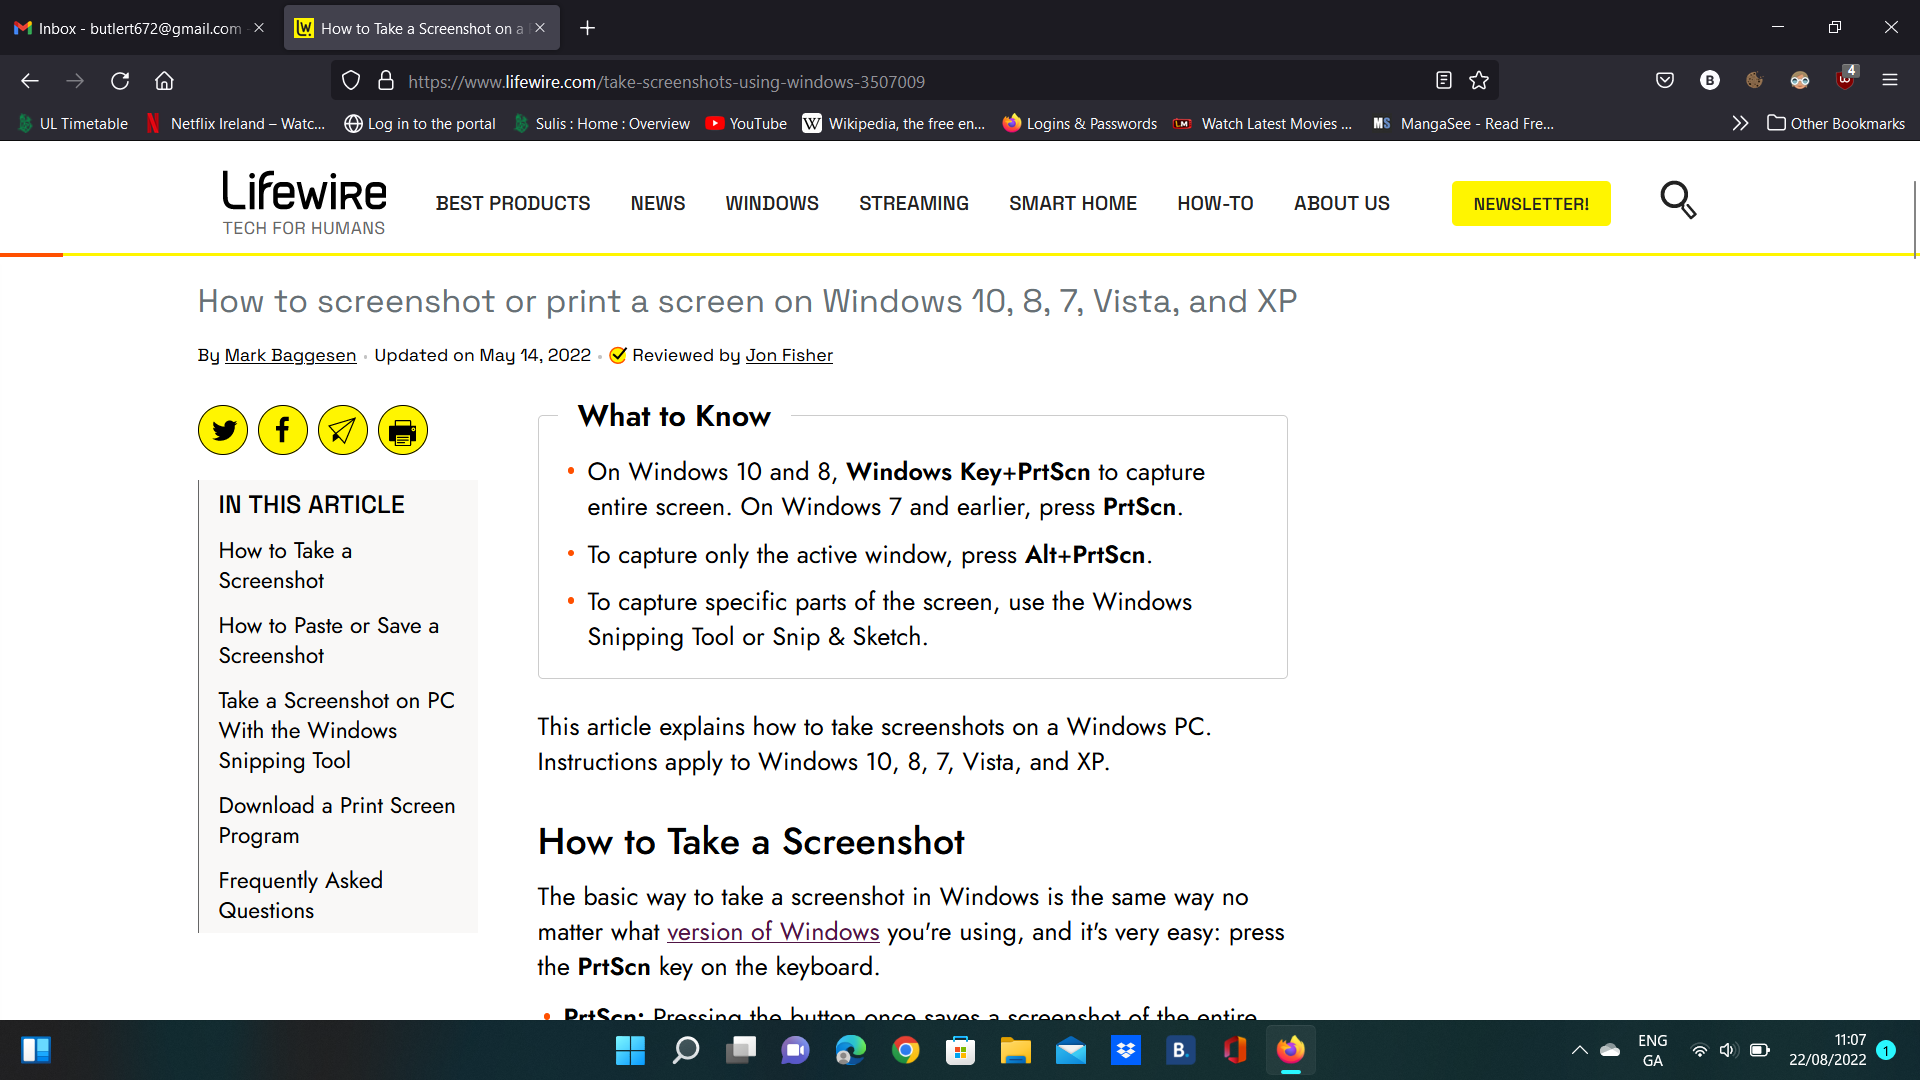 Inbox - butlert672@gmail.com
How to Take a Screenshot on a
https://www.lifewire.com/take-screenshots-using-windows-3507009
4
UL Timetable
Netflix Ireland – Watc...
Log in to the portal
Sulis : Home : Overview
YouTube
Wikipedia, the free en...
Logins & Passwords
Watch Latest Movies ...
MangaSee - Read Fre...
Other Bookmarks
Lifewire
TECH FOR HUMANS
BEST PRODUCTS
NEWS
WINDOWS
STREAMING
SMART HOME
HOW-TO
ABOUT US
NEWSLETTER!
How to screenshot or print a screen on Windows 10, 8, 7, Vista, and XP
By Mark Baggesen • Updated on May 14, 2022 • Reviewed by Jon Fisher
IN THIS ARTICLE
How to Take a
Screenshot
How to Paste or Save a
Screenshot
Take a Screenshot on PC
With the Windows
Snipping Tool
Download a Print Screen
Program
Frequently Asked
Questions
What to Know
• On Windows 10 and 8, Windows Key+PrtScn to capture
entire screen. On Windows 7 and earlier, press PrtScn.
• To capture only the active window, press Alt+PrtScn.
• To capture specific parts of the screen, use the Windows
Snipping Tool or Snip & Sketch.
This article explains how to take screenshots on a Windows PC.
Instructions apply to Windows 10, 8, 7, Vista, and XP.
How to Take a Screenshot
The basic way to take a screenshot in Windows is the same way no
matter what version of Windows you're using, and it's very easy: press
the PrtScn key on the keyboard.
• PrtScn: Pressing the button once saves a screenshot of the entire
ENG
GA
11:07
22/08/2022
1